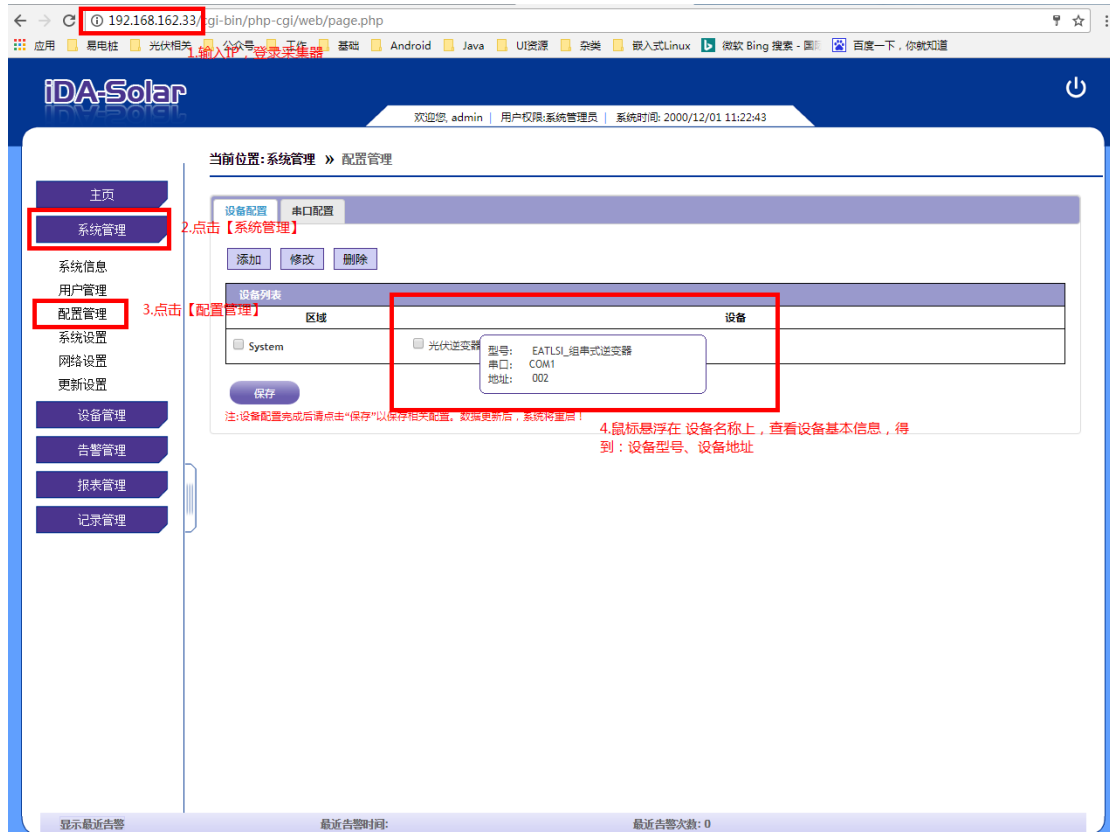 192.168.162.33/cgi-bin/php-cgi/web/page.php
应用 易电桩 光伏相关 公众号 工作 基础 Android Java UI资源 杂类 嵌入式Linux 微软 Bing 搜索 - 国际 百度一下,你就知道
1.输入IP,登录采集器
iDA-Solar
欢迎您, admin | 用户权限:系统管理员 | 系统时间: 2000/12/01 11:22:43
当前位置:系统管理 » 配置管理
主页
系统管理
2.点击【系统管理】
系统信息
用户管理
配置管理
3.点击【配置管理】
系统设置
网络设置
更新设置
设备管理
告警管理
报表管理
记录管理
设备配置 串口配置
添加 修改 删除
设备列表
区域 设备
System 光伏逆变器
型号: EATLSI_组串式逆变器
串口: COM1
地址: 002
保存
注:设备配置完成后请点击“保存”以保存相关配置。数据更新后,系统将重启!
4.鼠标悬浮在 设备名称上,查看设备基本信息,得
到:设备型号、设备地址
显示最近告警 最近告警时间: 最近告警次数: 0